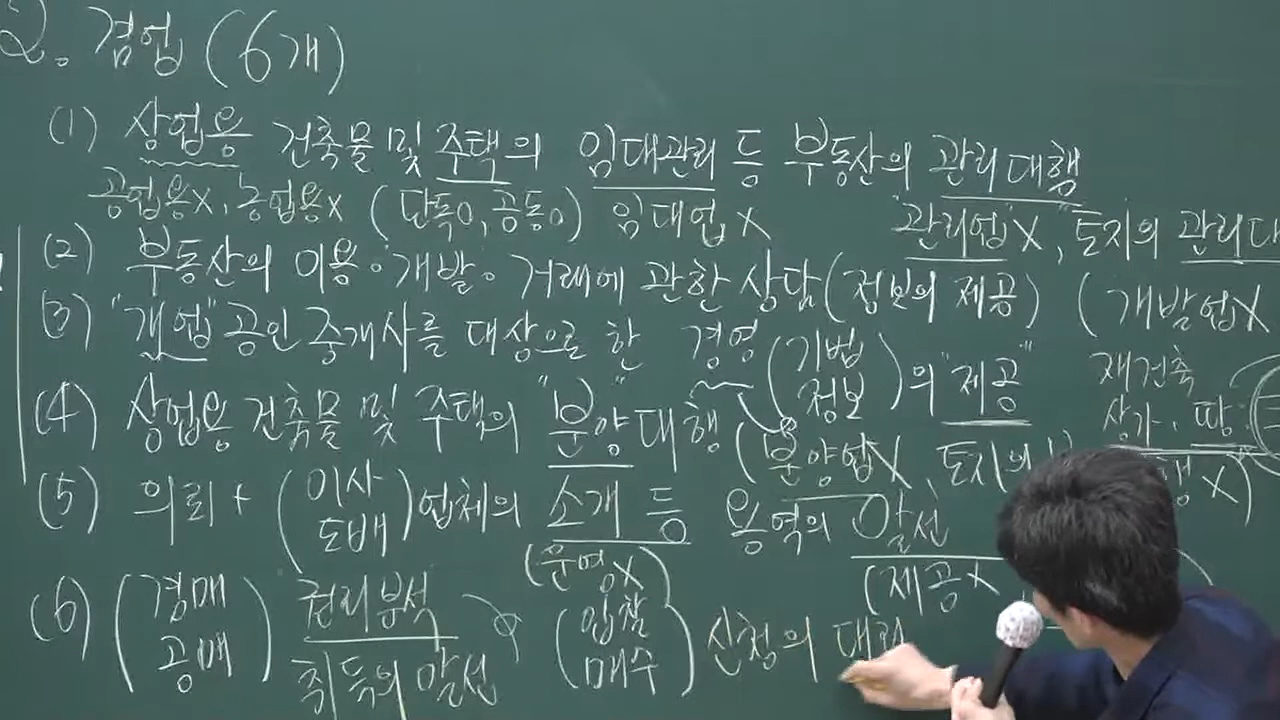 2. 겸업 (6개)
(1) 상업용 건축물 및 주택의 임대관리 등 부동산의 관리대행
공업용x, 농업용x (단독o, 공동o) 임대업 x "관리업"X, "토지의 관리대
(2) 부동산의 이용·개발·거래에 관한 상담 (정보의 제공) (개발업X
(3) "개업"공인중개사를 대상으로 한 경영 (기법 정보)의 "제공" 재건축
(4) 상업용 건축물 및 주택의 "분양"대행 (분양업X, 토지의 상가, 땅 X)
(5) 의뢰 + (이사 도배)업체의 소개 등 용역의 알선
(운영X) (제공x
(6) (경매 공매) 권리분석 취득의 알선 (입찰 매수) 신청의